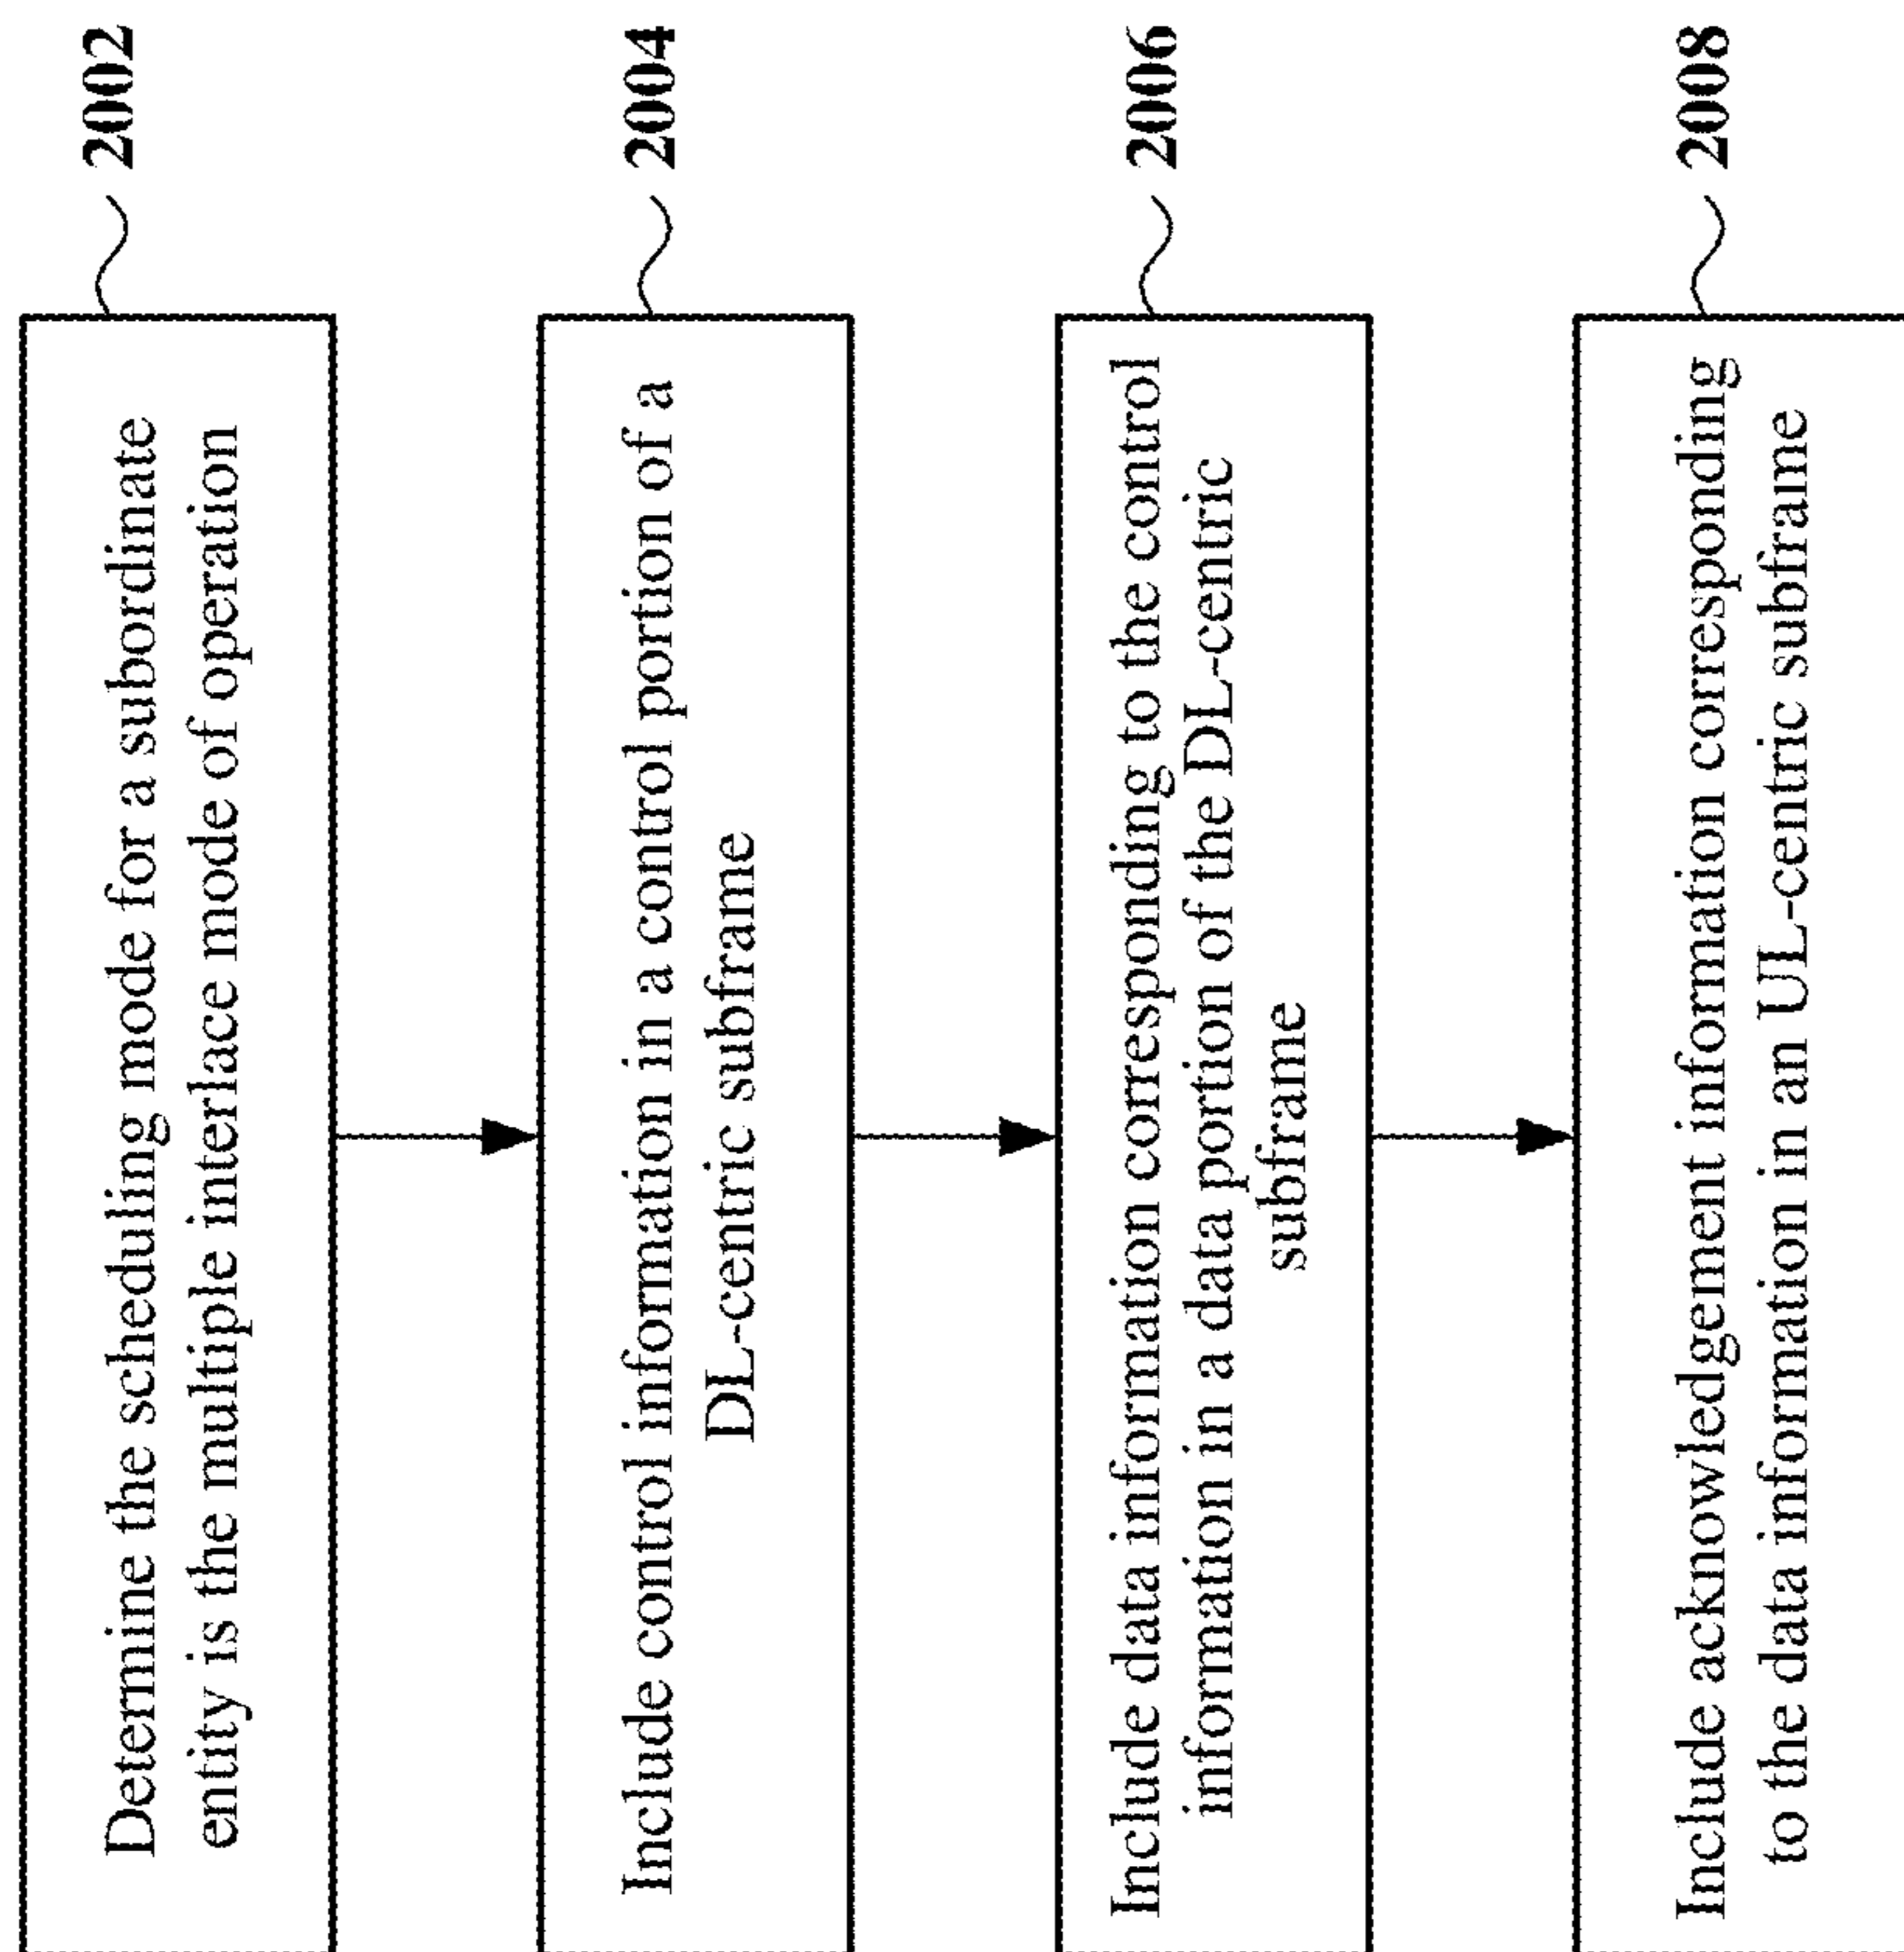 Determine the scheduling mode for a subordinate
entity is the multiple interlace mode of operation
2002
Include control information in a control portion of a
DL-centric subframe
2004
Include data information corresponding to the control
information in a data portion of the DL-centric
subframe
2006
Include acknowledgement information corresponding
to the data information in an UL-centric subframe
2008